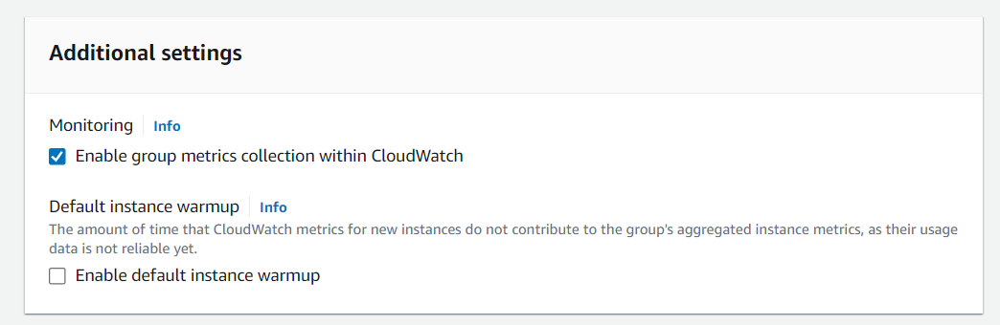 Additional settings
Monitoring Info
Enable group metrics collection within CloudWatch
Default instance warmup Info
The amount of time that CloudWatch metrics for new instances do not contribute to the group's aggregated instance metrics, as their usage
data is not reliable yet.
Enable default instance warmup